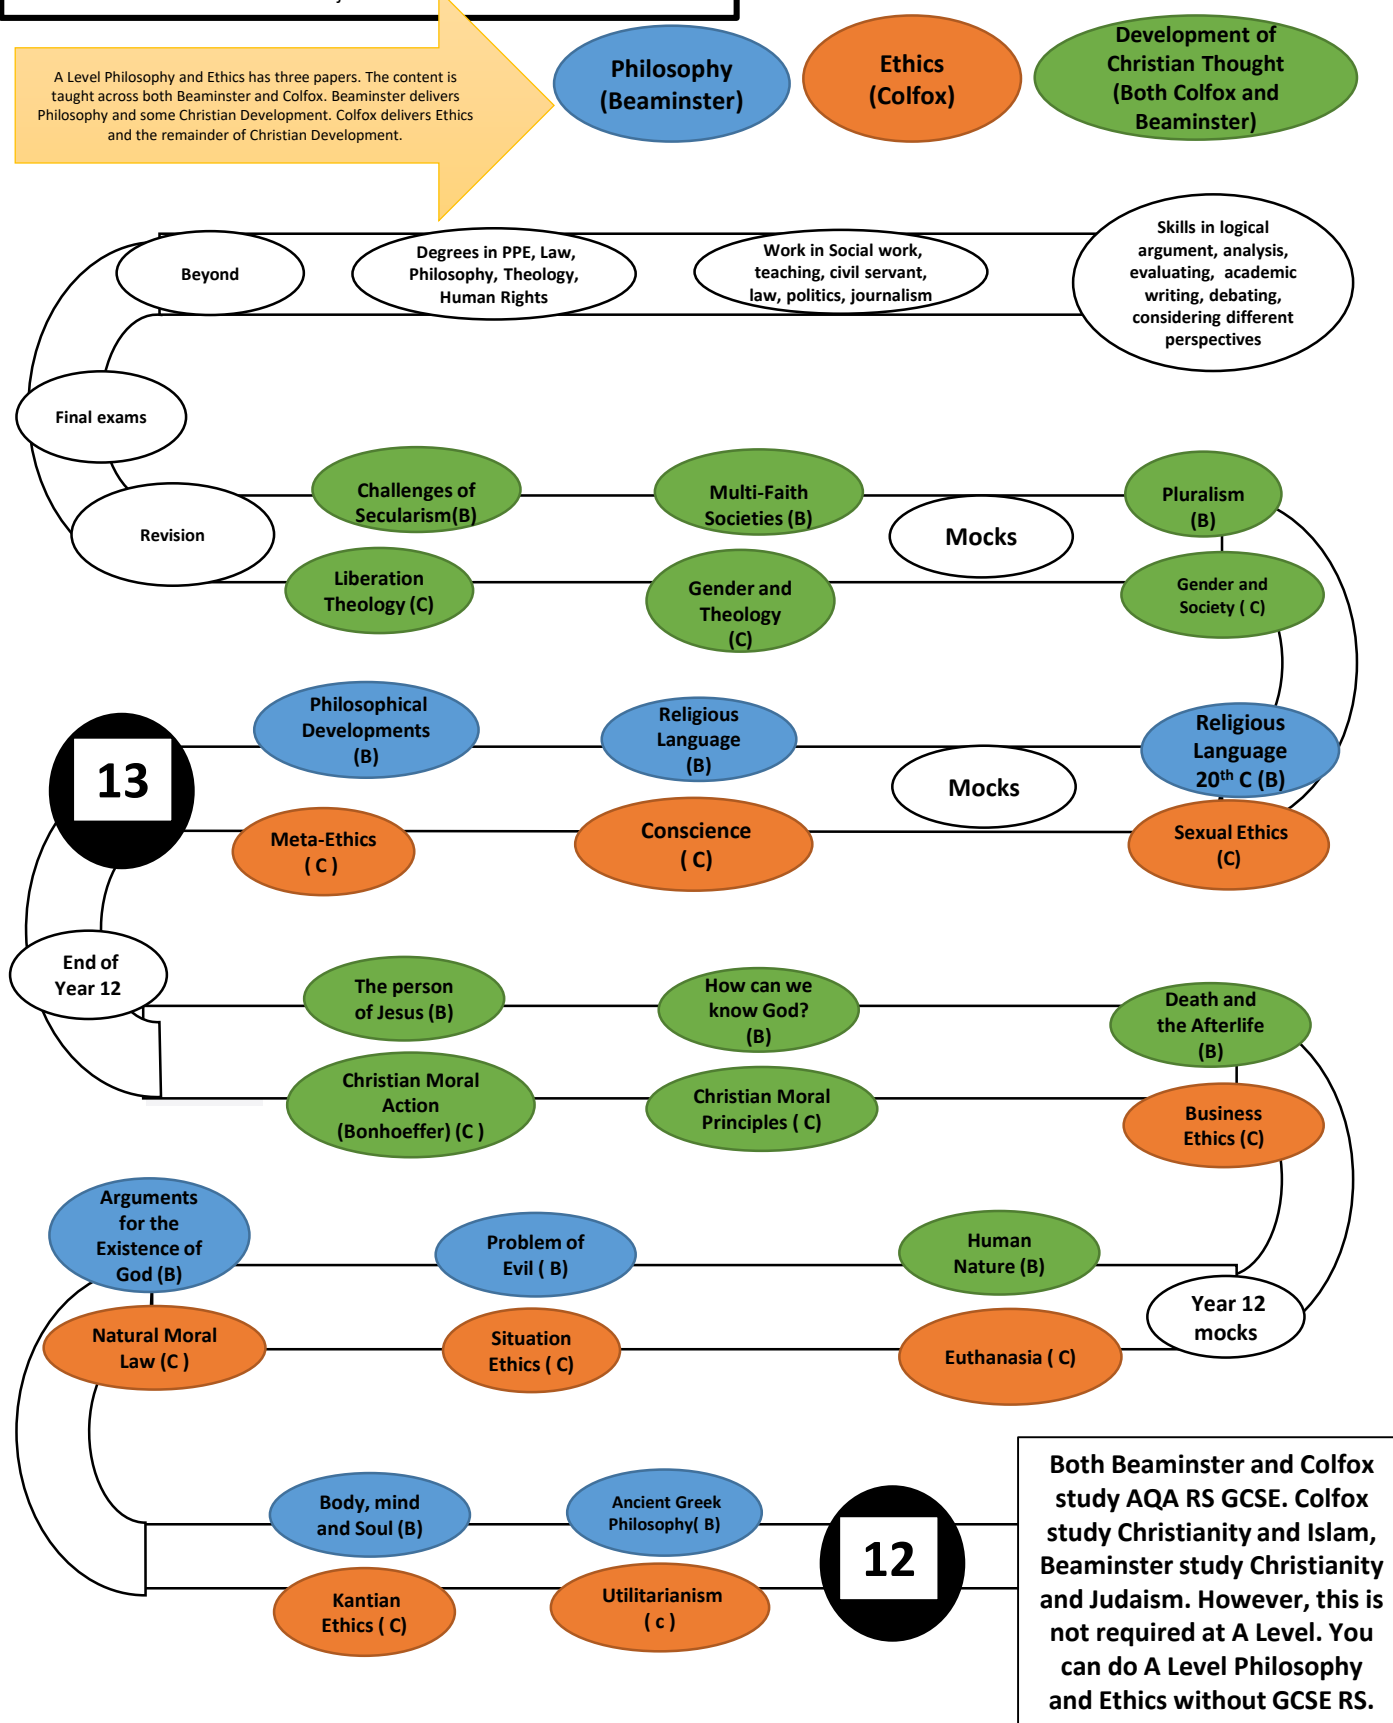 A Level Philosophy and Ethics has three papers. The content is
taught across both Beaminster and Colfox. Beaminster delivers
Philosophy and some Christian Development. Colfox delivers Ethics
and the remainder of Christian Development.
Philosophy
(Beaminster)
Ethics
(Colfox)
Development of
Christian Thought
(Both Colfox and
Beaminster)
Beyond
Degrees in PPE, Law,
Philosophy, Theology,
Human Rights
Work in Social work,
teaching, civil servant,
law, politics, journalism
Skills in logical
argument, analysis,
evaluating, academic
writing, debating,
considering different
perspectives
Final exams
Revision
Challenges of
Secularism(B)
Multi-Faith
Societies (B)
Mocks
Pluralism
(B)
Liberation
Theology (C)
Gender and
Theology
(C)
Gender and
Society ( C)
13
Philosophical
Developments
(B)
Religious
Language
(B)
Mocks
Religious
Language
20th C (B)
Meta-Ethics
( C )
Conscience
( C)
Sexual Ethics
(C)
End of
Year 12
The person
of Jesus (B)
How can we
know God?
(B)
Death and
the Afterlife
(B)
Christian Moral
Action
(Bonhoeffer) (C )
Christian Moral
Principles ( C)
Business
Ethics (C)
Arguments
for the
Existence of
God (B)
Problem of
Evil ( B)
Human
Nature (B)
Year 12
mocks
Natural Moral
Law (C )
Situation
Ethics ( C)
Euthanasia ( C)
Body, mind
and Soul (B)
Ancient Greek
Philosophy( B)
12
Kantian
Ethics ( C)
Utilitarianism
( c )
Both Beaminster and Colfox
study AQA RS GCSE. Colfox
study Christianity and Islam,
Beaminster study Christianity
and Judaism. However, this is
not required at A Level. You
can do A Level Philosophy
and Ethics without GCSE RS.